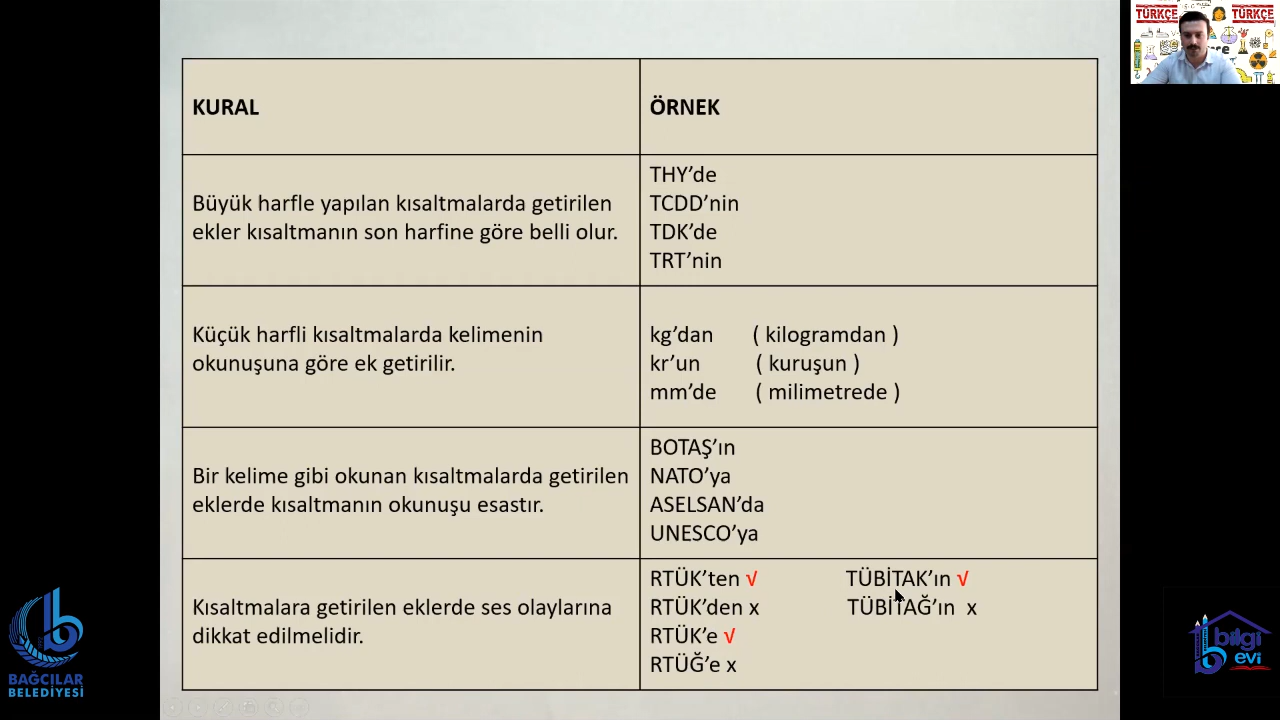 TÜRKÇE
TÜRKÇE
KURAL
ÖRNEK
Büyük harfle yapılan kısaltmalarda getirilen
ekler kısaltmanın son harfine göre belli olur.
THY’de
TCDD’nin
TDK’de
TRT’nin
Küçük harfli kısaltmalarda kelimenin
okunuşuna göre ek getirilir.
kg’dan ( kilogramdan )
kr’un ( kuruşun )
mm’de ( milimetrede )
Bir kelime gibi okunan kısaltmalarda getirilen
eklerde kısaltmanın okunuşu esastır.
BOTAŞ’ın
NATO’ya
ASELSAN’da
UNESCO’ya
Kısaltmalara getirilen eklerde ses olaylarına
dikkat edilmelidir.
RTÜK’ten √ TÜBİTAK’ın √
RTÜK’den x TÜBİTAĞ’ın x
RTÜK’e √
RTÜĞ’e x
BAĞCILAR
BELEDİYESİ
bilgi
evi